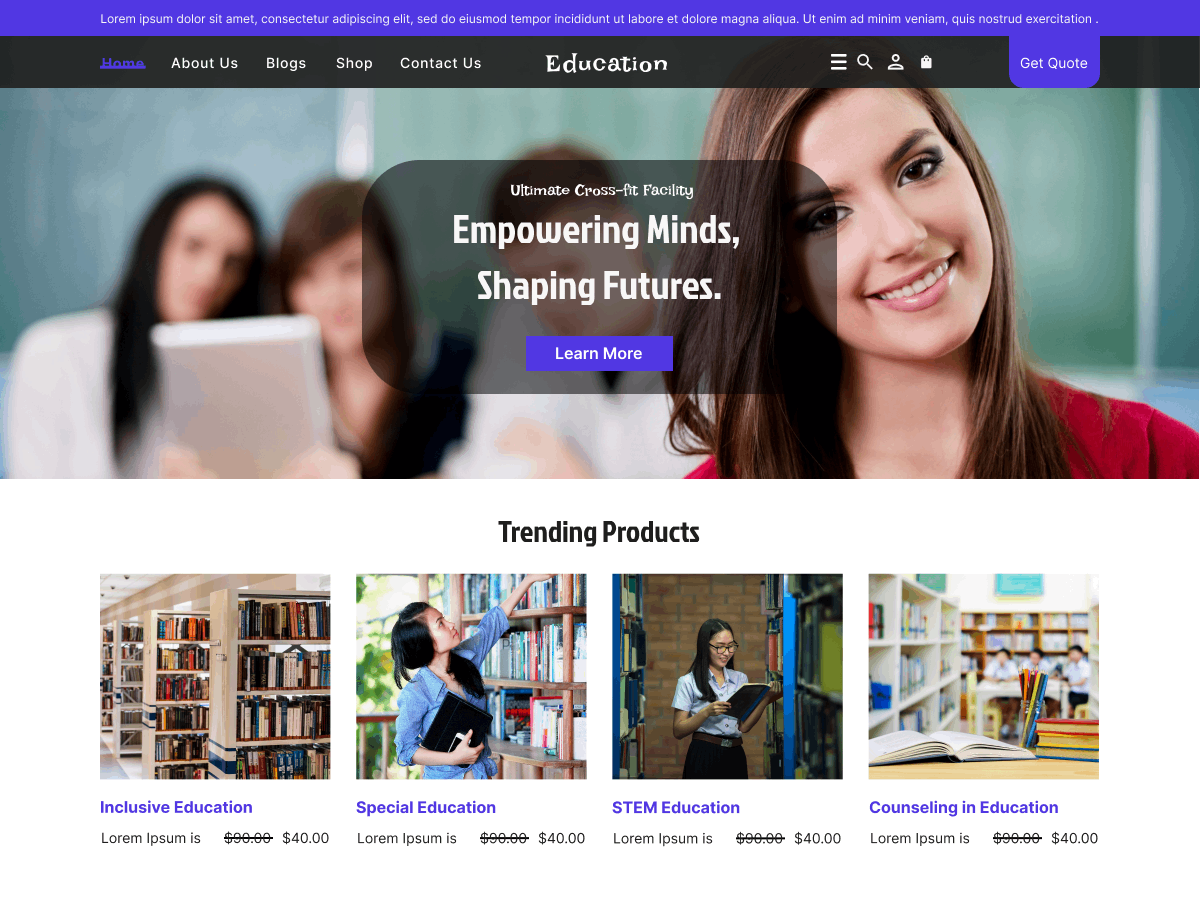 Lorem ipsum dolor sit amet, consectetur adipiscing elit, sed do eiusmod tempor incididunt ut labore et dolore magna aliqua. Ut enim ad minim veniam, quis nostrud exercitation .
Home About Us Blogs Shop Contact Us Education Get Quote
Ultimate Cross-fit Facility
Empowering Minds,
Shaping Futures.
Learn More
Trending Products
Inclusive Education Special Education STEM Education Counseling in Education
Lorem Ipsum is $90.00 $40.00 Lorem Ipsum is $90.00 $40.00 Lorem Ipsum is $90.00 $40.00 Lorem Ipsum is $90.00 $40.00